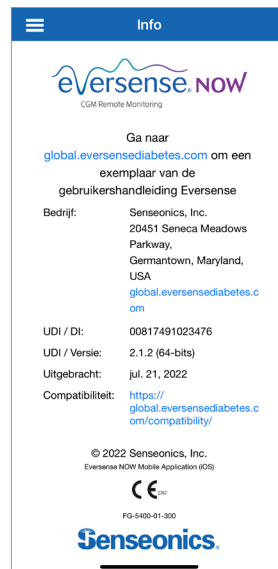 Info
eversense. NOW
CGM Remote Monitoring
Ga naar
global.eversensediabetes.com om een
exemplaar van de
gebruikershandleiding Eversense
Bedrijf:
Senseonics, Inc.
20451 Seneca Meadows
Parkway,
Germantown, Maryland,
USA
global.eversensediabetes.c
om
UDI / DI: 00817491023476
UDI / Versie: 2.1.2 (64-bits)
Uitgebracht: jul. 21, 2022
Compatibiliteit: https://
global.eversensediabetes.c
om/compatibility/
© 2022 Senseonics, Inc.
Eversense NOW Mobile Application (iOS)
CE 2797
FG-5400-01-300
Senseonics.